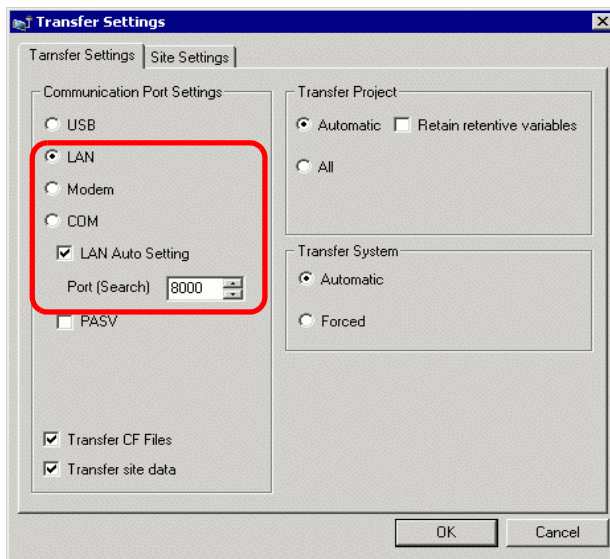 Transfer Settings
Tarnsfer Settings
Site Settings
Communication Port Settings
USB
LAN
Modem
COM
LAN Auto Setting
Port (Search) 8000
PASV
Transfer CF Files
Transfer site data
Transfer Project
Automatic
Retain retentive variables
All
Transfer System
Automatic
Forced
OK
Cancel